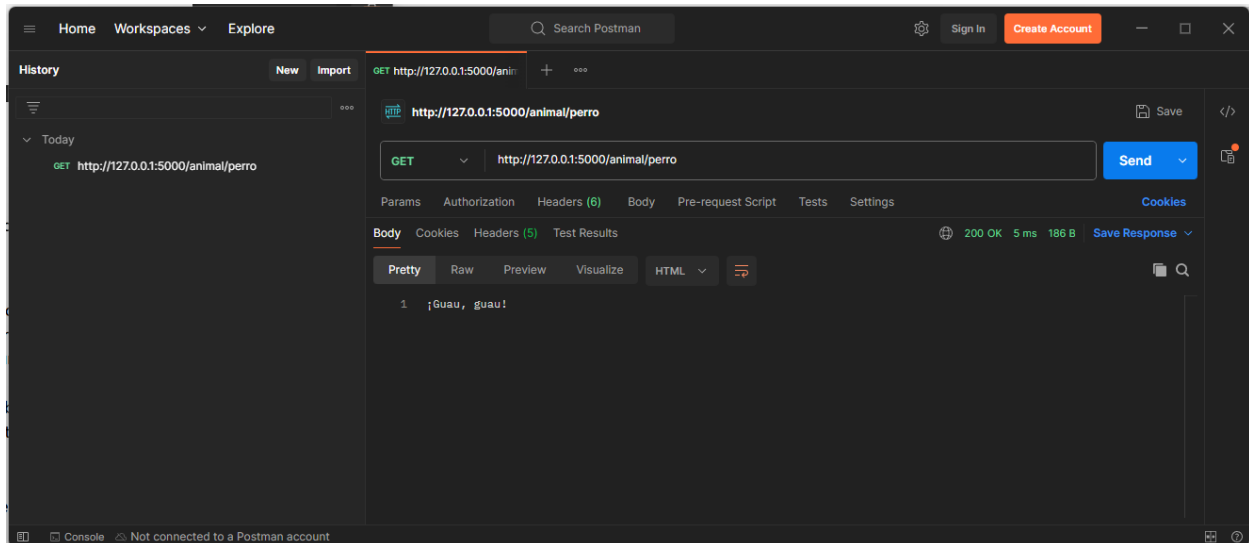 Home Workspaces Explore Search Postman Sign In Create Account
History New Import GET http://127.0.0.1:5000/anim
http://127.0.0.1:5000/animal/perro Save
Today
GET http://127.0.0.1:5000/animal/perro
GET http://127.0.0.1:5000/animal/perro Send
Params Authorization Headers (6) Body Pre-request Script Tests Settings Cookies
Body Cookies Headers (5) Test Results 200 OK 5 ms 186 B Save Response
Pretty Raw Preview Visualize HTML
1 ¡Guau, guau!
Console Not connected to a Postman account